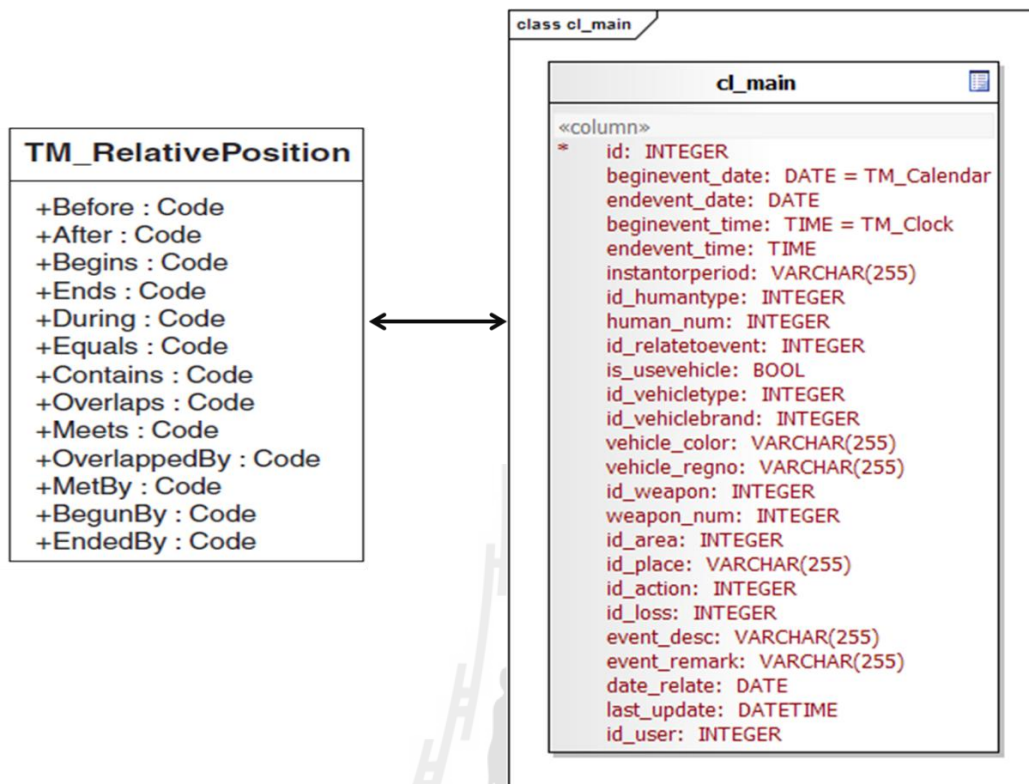 TM_RelativePosition
+Before : Code
+After : Code
+Begins : Code
+Ends : Code
+During : Code
+Equals : Code
+Contains : Code
+Overlaps : Code
+Meets : Code
+OverlappedBy : Code
+MetBy : Code
+BegunBy : Code
+EndedBy : Code
class cl_main
cl_main
«column»
* id: INTEGER
beginevent_date: DATE = TM_Calendar
endevent_date: DATE
beginevent_time: TIME = TM_Clock
endevent_time: TIME
instantorperiod: VARCHAR(255)
id_humantype: INTEGER
human_num: INTEGER
id_relatetoevent: INTEGER
is_usevehicle: BOOL
id_vehicletype: INTEGER
id_vehiclebrand: INTEGER
vehicle_color: VARCHAR(255)
vehicle_regno: VARCHAR(255)
id_weapon: INTEGER
weapon_num: INTEGER
id_area: INTEGER
id_place: VARCHAR(255)
id_action: INTEGER
id_loss: INTEGER
event_desc: VARCHAR(255)
event_remark: VARCHAR(255)
date_relate: DATE
last_update: DATETIME
id_user: INTEGER